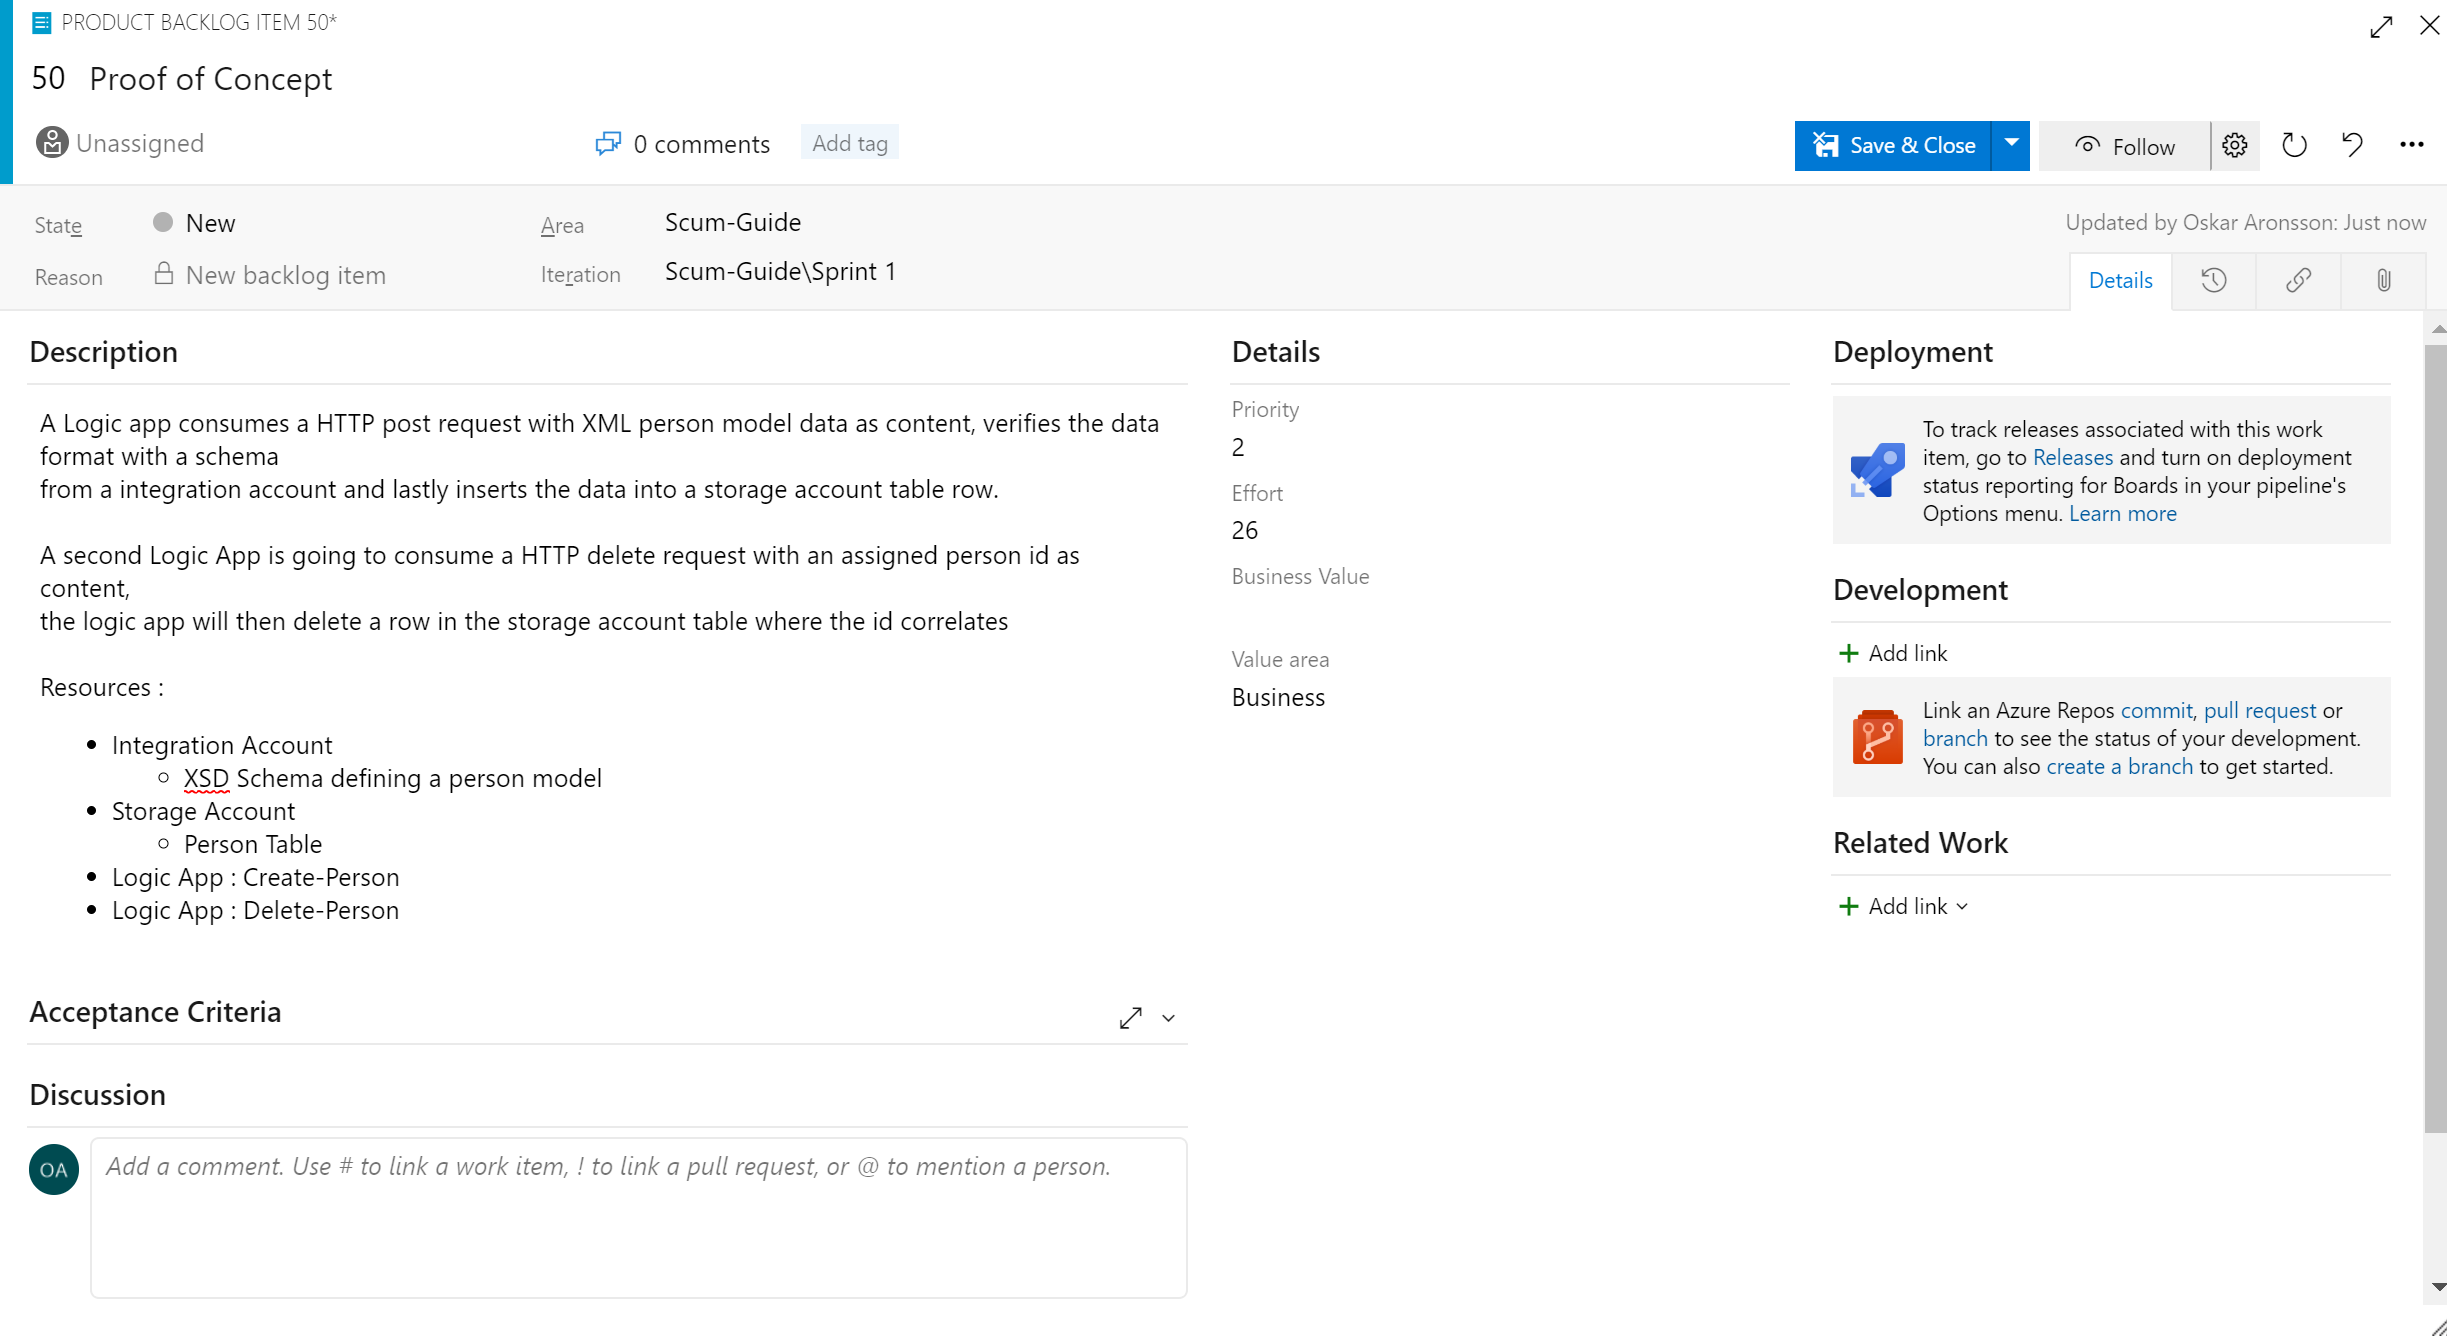 PRODUCT BACKLOG ITEM 50*
50 Proof of Concept
Unassigned
0 comments
Add tag
Save & Close
Follow
State
New
Area
Scum-Guide
Updated by Oskar Aronsson: Just now
Reason
New backlog item
Iteration
Scum-Guide\Sprint 1
Details
Description
A Logic app consumes a HTTP post request with XML person model data as content, verifies the data
format with a schema
from a integration account and lastly inserts the data into a storage account table row.
A second Logic App is going to consume a HTTP delete request with an assigned person id as
content,
the logic app will then delete a row in the storage account table where the id correlates
Resources :
Integration Account
XSD Schema defining a person model
Storage Account
Person Table
Logic App : Create-Person
Logic App : Delete-Person
Acceptance Criteria
Discussion
OA
Add a comment. Use # to link a work item, ! to link a pull request, or @ to mention a person.
Details
Priority
2
Effort
26
Business Value
Value area
Business
Deployment
To track releases associated with this work
item, go to Releases and turn on deployment
status reporting for Boards in your pipeline's
Options menu. Learn more
Development
Add link
Link an Azure Repos commit, pull request or
branch to see the status of your development.
You can also create a branch to get started.
Related Work
Add link